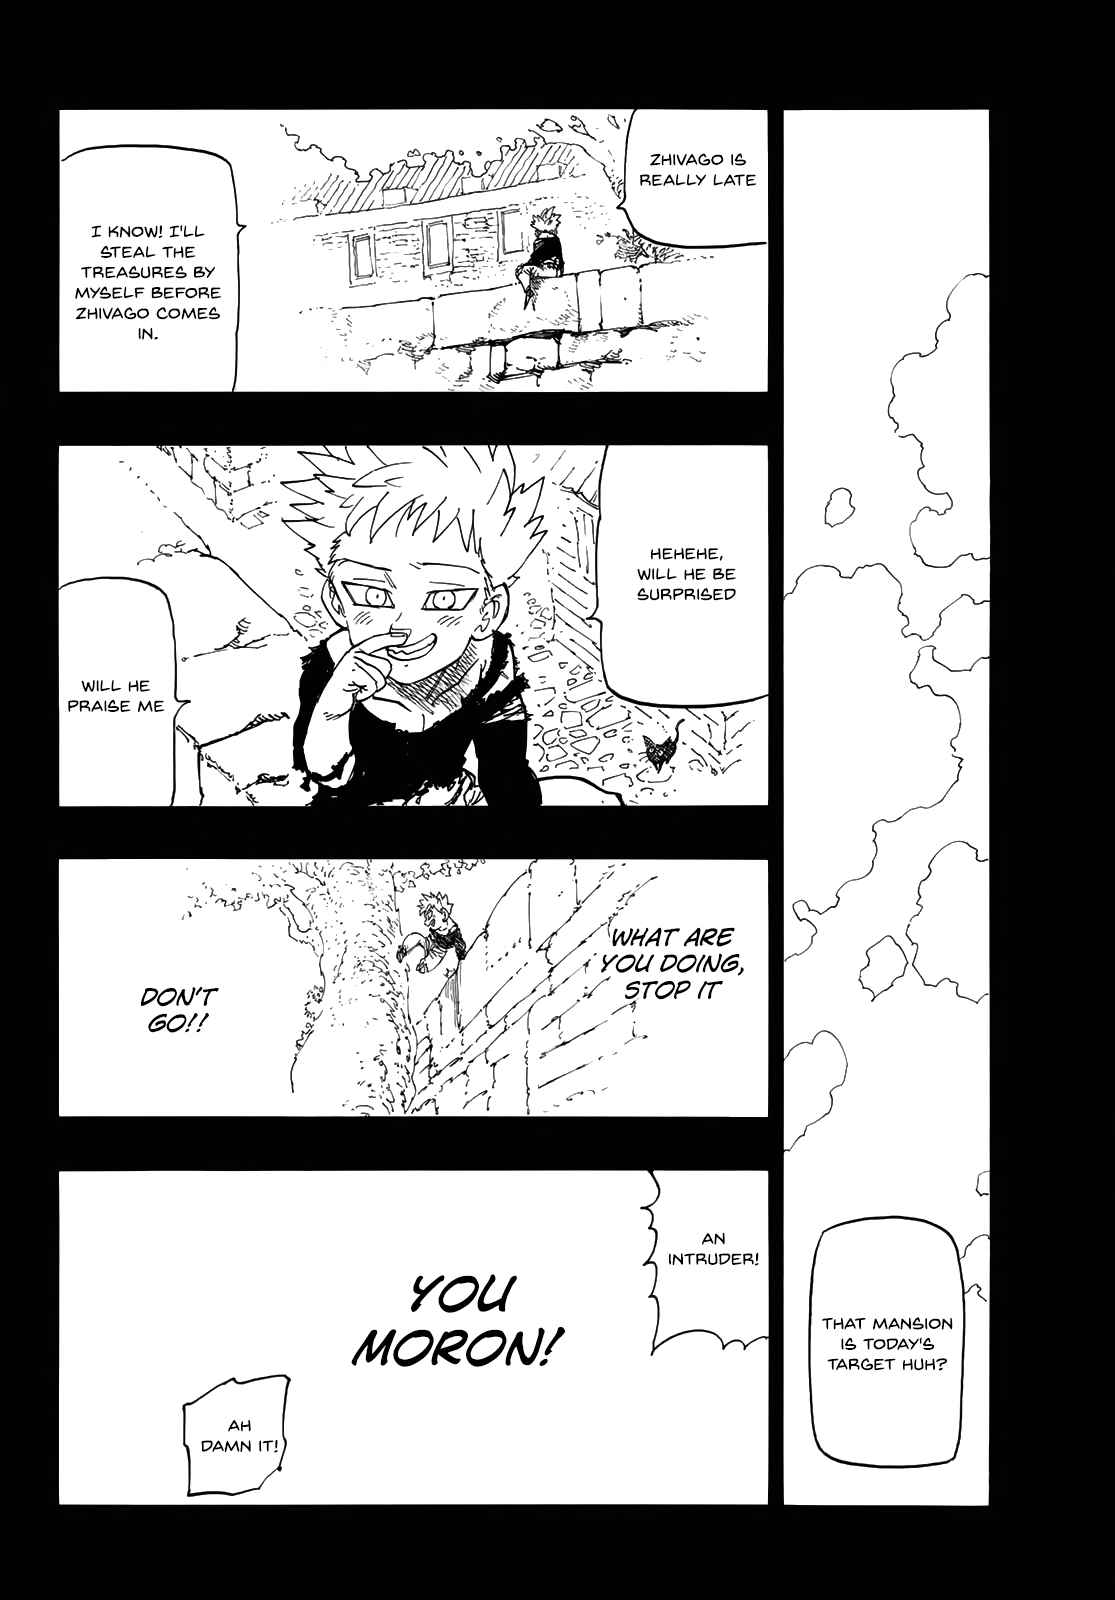 THAT MANSION
IS TODAY'S
TARGET HUH?
ZHIVAGO IS
REALLY LATE
I KNOW! I'LL
STEAL THE
TREASURES BY
MYSELF BEFORE
ZHIVAGO COMES
IN.
HEHEHE,
WILL HE BE
SURPRISED
WILL HE
PRAISE ME
WHAT ARE
YOU DOING,
STOP IT
DON'T
GO!!
AN
INTRUDER!
YOU
MORON!
AH
DAMN IT!